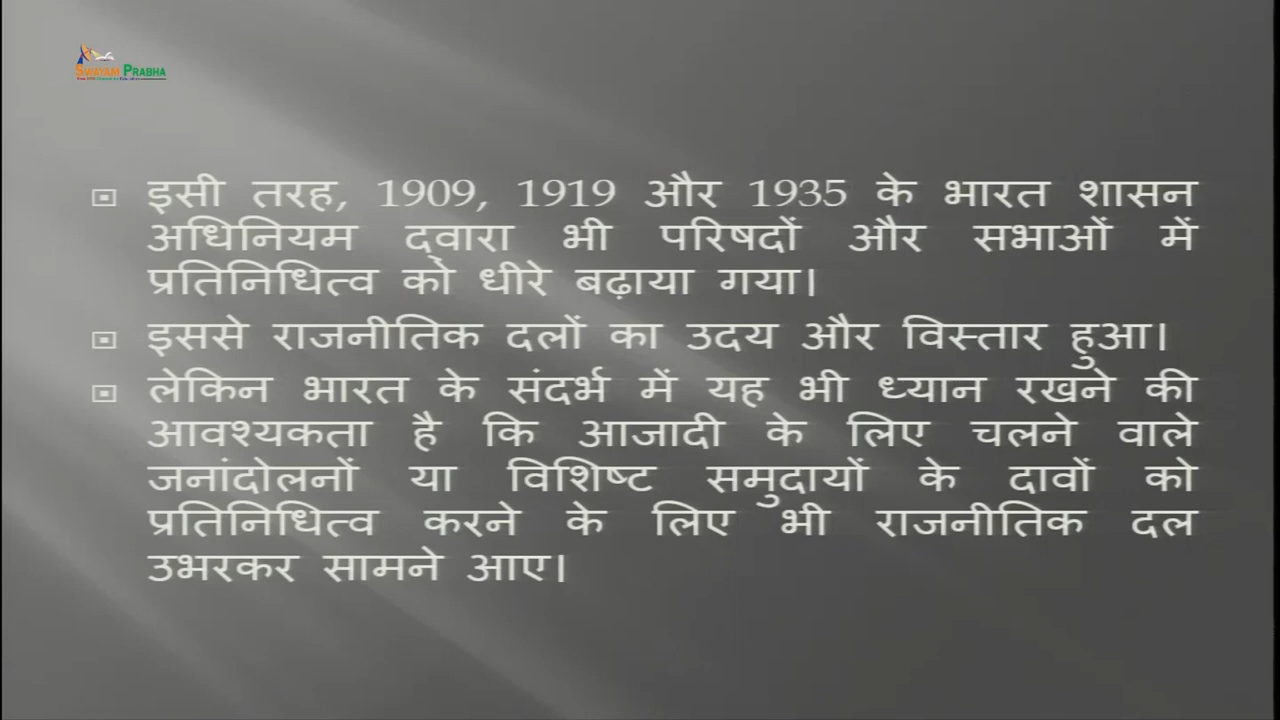 SWAYAM PRABHA
इसी तरह, 1909, 1919 और 1935 के भारत शासन
अधिनियम द्वारा भी परिषदों और सभाओं में
प्रतिनिधित्व को धीरे बढ़ाया गया।
इससे राजनीतिक दलों का उदय और विस्तार हुआ।
लेकिन भारत के संदर्भ में यह भी ध्यान रखने की
आवश्यकता है कि आजादी के लिए चलने वाले
जनांदोलनों या विशिष्ट समुदायों के दावों को
प्रतिनिधित्व करने के लिए भी राजनीतिक दल
उभरकर सामने आए।